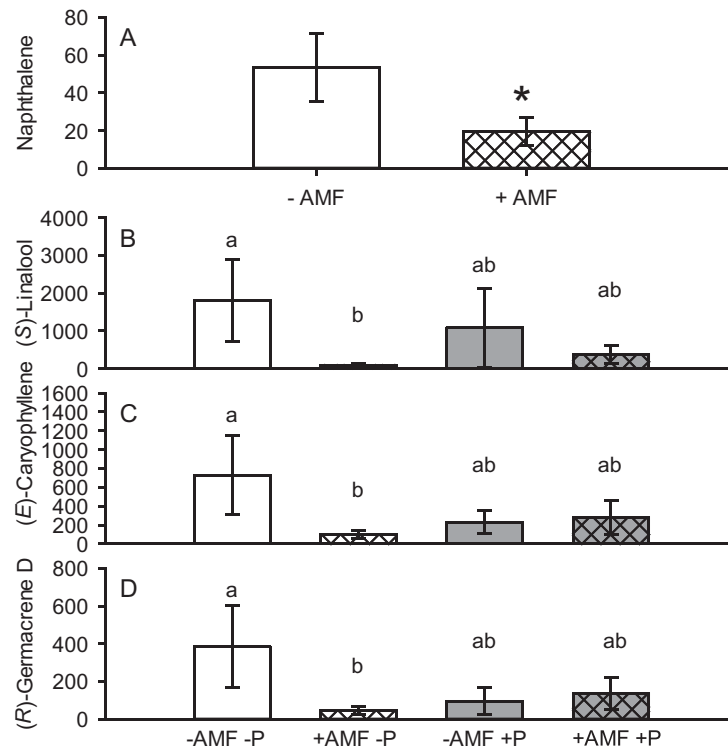 A
Naphthalene
80
60
40
20
0
*
- AMF
+ AMF
B
(S)-Linalool
4000
3000
2000
1000
0
a
b
ab
ab
C
(E)-Caryophyllene
1600
1400
1200
1000
800
600
400
200
0
a
b
ab
ab
D
(R)-Germacrene D
800
600
400
200
0
a
b
ab
ab
-AMF -P
+AMF -P
-AMF +P
+AMF +P